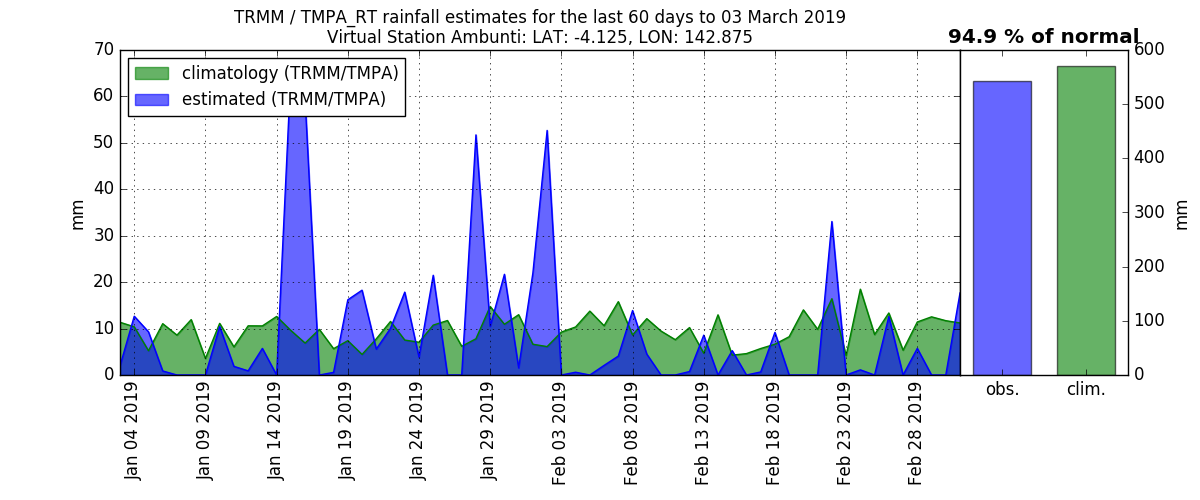 TRMM / TMPA_RT rainfall estimates for the last 60 days to 03 March 2019
Virtual Station Ambunti: LAT: -4.125, LON: 142.875
94.9 % of normal
climatology (TRMM/TMPA)
estimated (TRMM/TMPA)
70
60
50
40
30
20
10
0
mm
Jan 04 2019
Jan 09 2019
Jan 14 2019
Jan 19 2019
Jan 24 2019
Jan 29 2019
Feb 03 2019
Feb 08 2019
Feb 13 2019
Feb 18 2019
Feb 23 2019
Feb 28 2019
600
500
400
300
200
100
0
mm
obs.
clim.